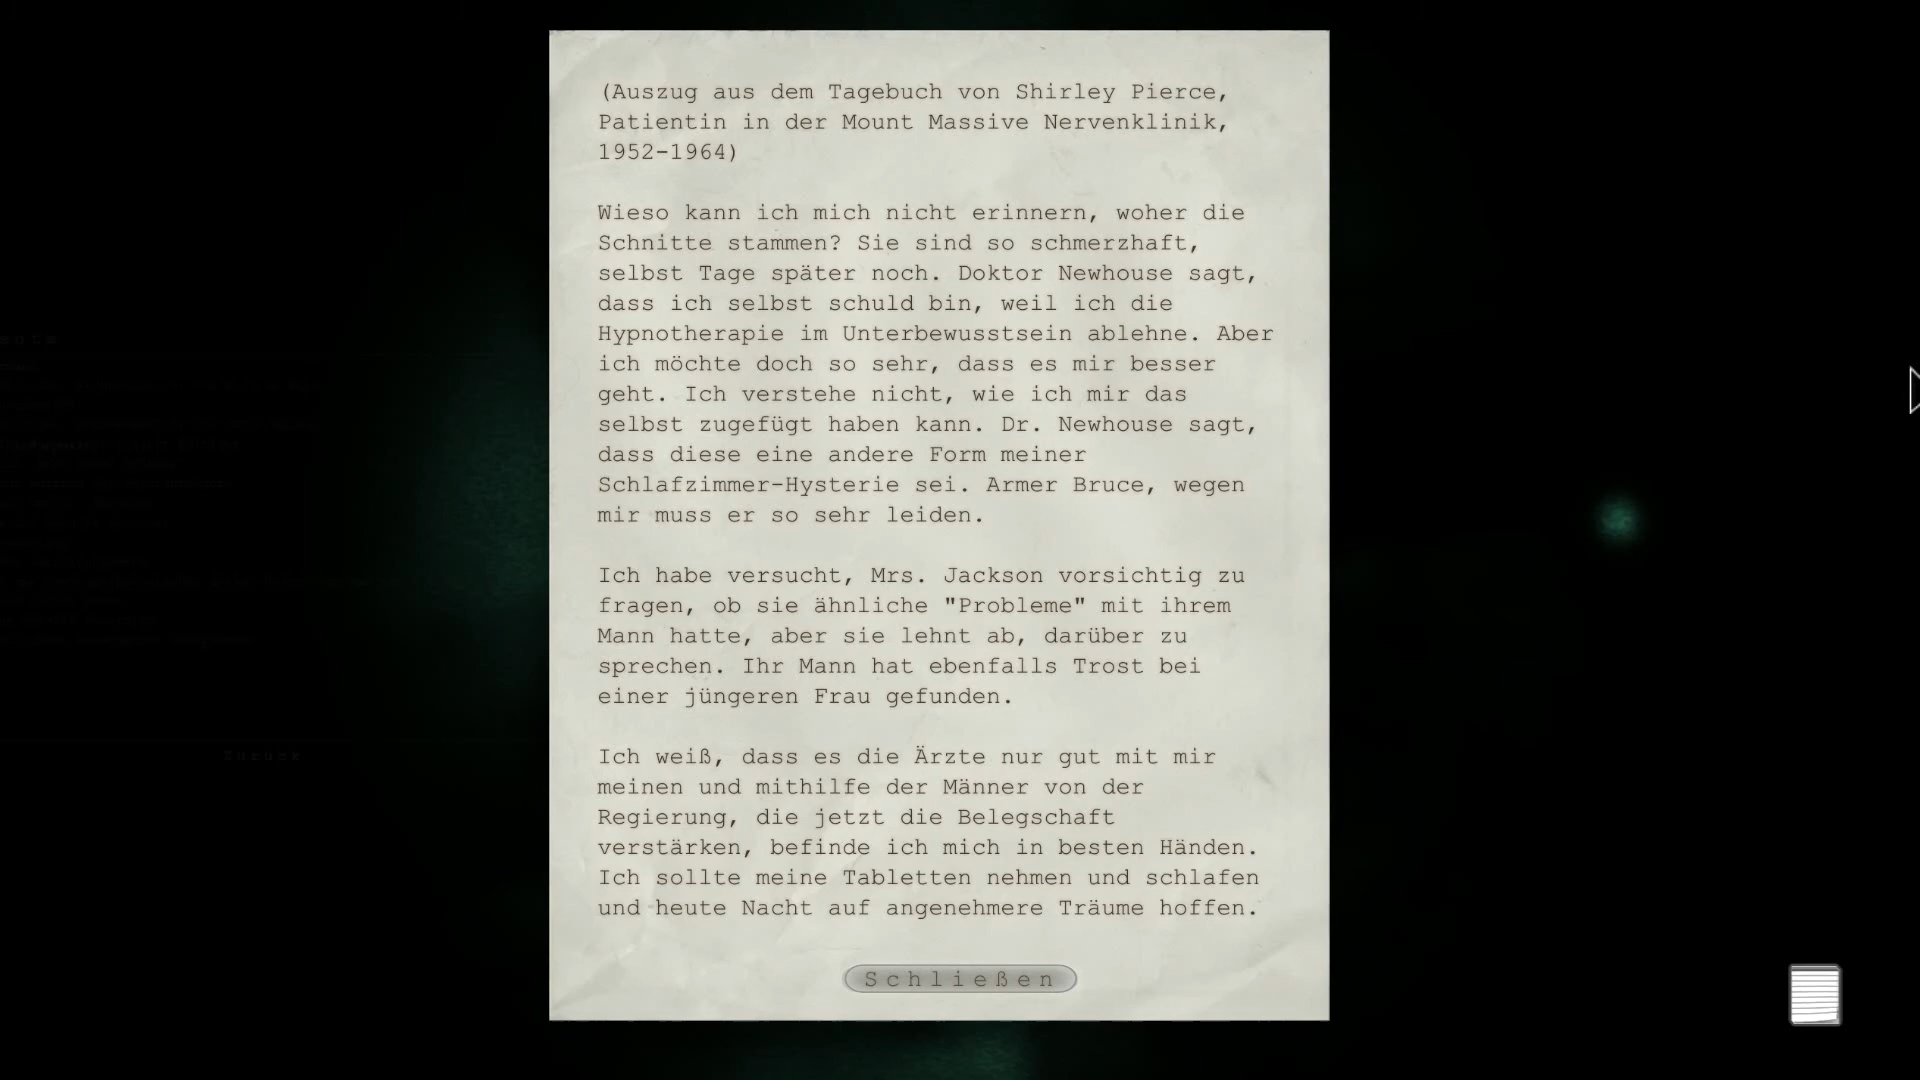 (Auszug aus dem Tagebuch von Shirley Pierce,
Patientin in der Mount Massive Nervenklinik,
1952-1964)
Wieso kann ich mich nicht erinnern, woher die
Schnitte stammen? Sie sind so schmerzhaft,
selbst Tage später noch. Doktor Newhouse sagt,
dass ich selbst schuld bin, weil ich die
Hypnotherapie im Unterbewusstsein ablehne. Aber
ich möchte doch so sehr, dass es mir besser
geht. Ich verstehe nicht, wie ich mir das
selbst zugefügt haben kann. Dr. Newhouse sagt,
dass diese eine andere Form meiner
Schlafzimmer-Hysterie sei. Armer Bruce, wegen
mir muss er so sehr leiden.
Ich habe versucht, Mrs. Jackson vorsichtig zu
fragen, ob sie ähnliche "Probleme" mit ihrem
Mann hatte, aber sie lehnt ab, darüber zu
sprechen. Ihr Mann hat ebenfalls Trost bei
einer jüngeren Frau gefunden.
Ich weiß, dass es die Ärzte nur gut mit mir
meinen und mithilfe der Männer von der
Regierung, die jetzt die Belegschaft
verstärken, befinde ich mich in besten Händen.
Ich sollte meine Tabletten nehmen und schlafen
und heute Nacht auf angenehmere Träume hoffen.
Schließen
Zurück